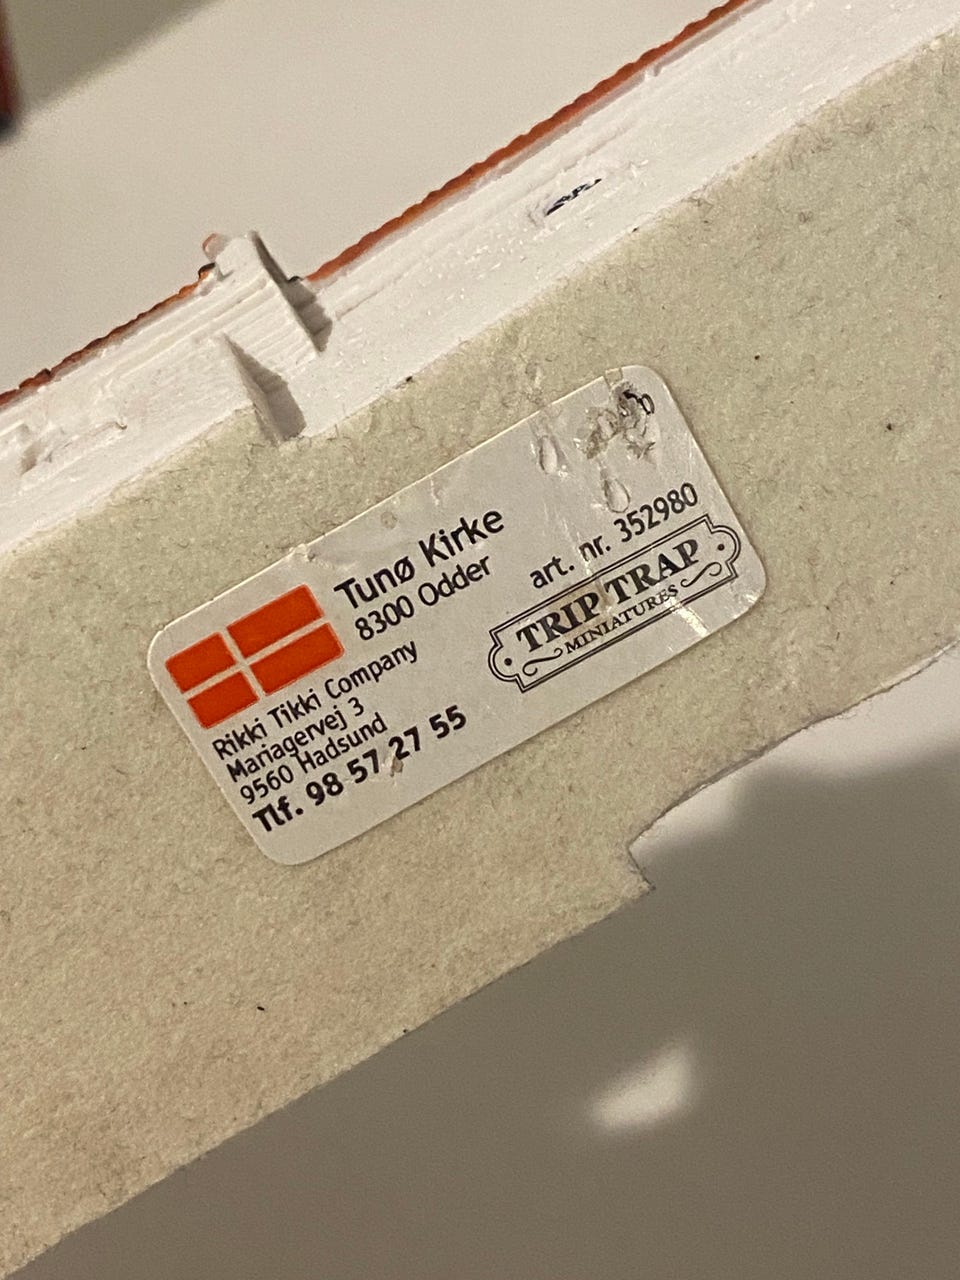 Tunø Kirke
8300 Odder
art. nr. 352980
TRIP TRAP
MINIATURES
Rikki Tikki Company
Mariagervej 3
9560 Hadsund
Tlf. 98 57 27 55